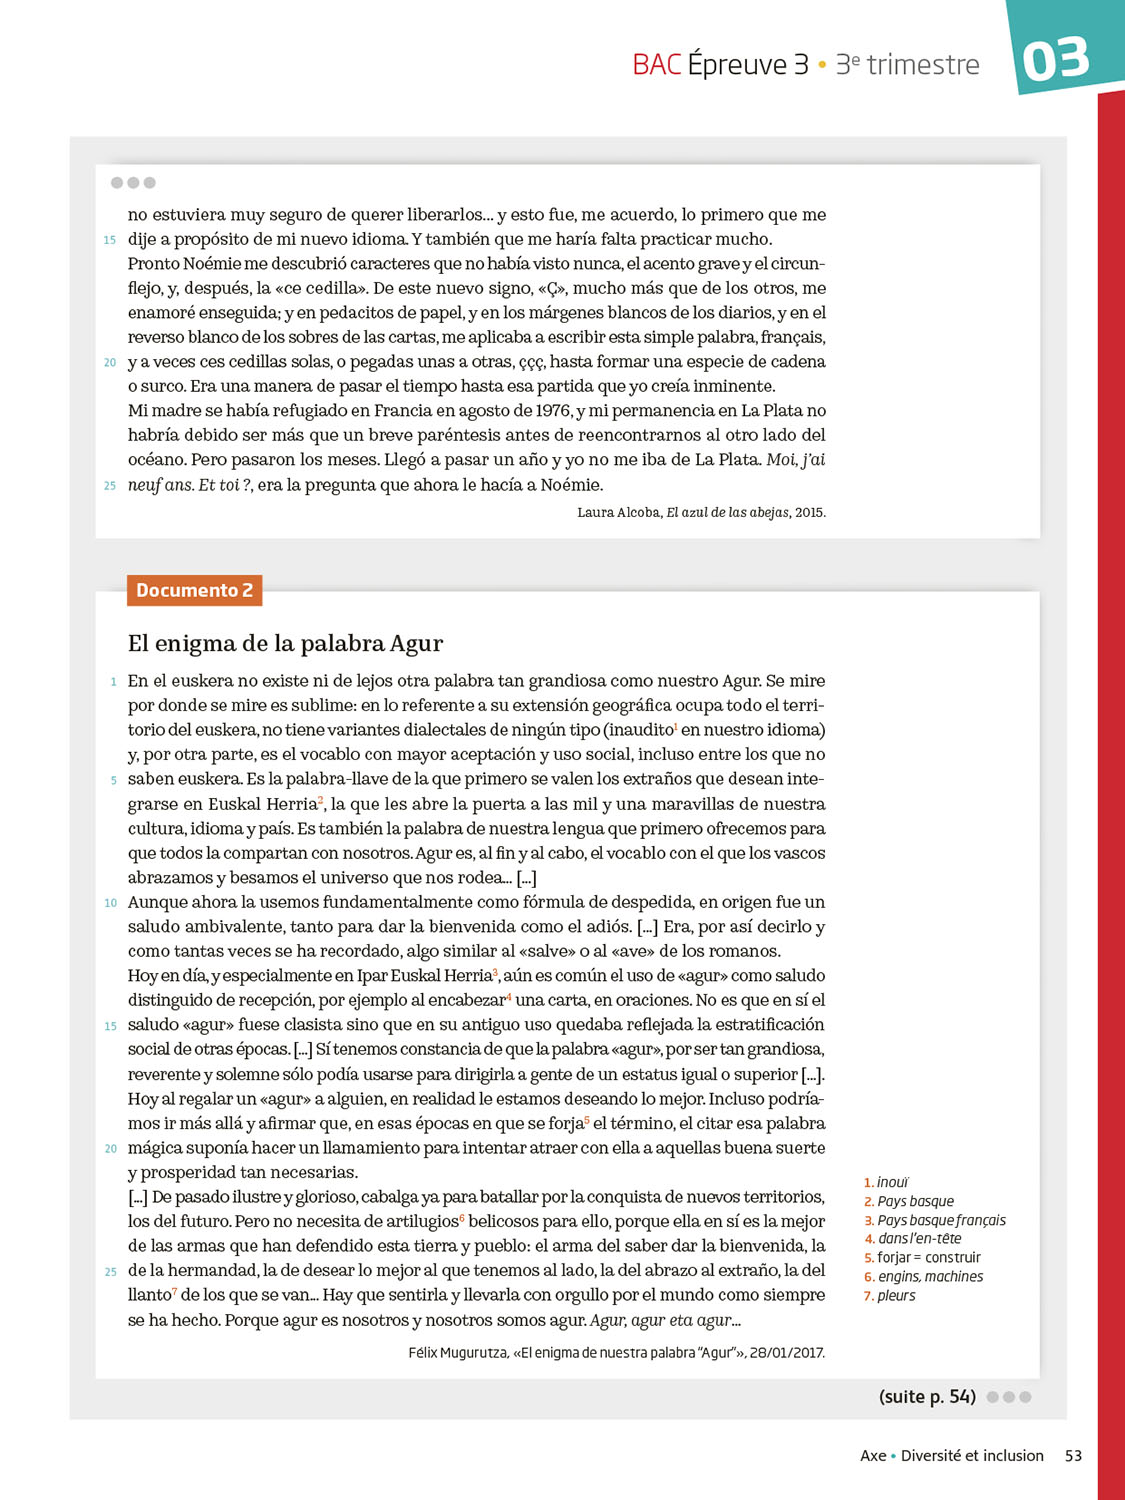 BAC Épreuve 3 • 3e trimestre
03
no estuviera muy seguro de querer liberarlos... y esto fue, me acuerdo, lo primero que me
15 dije a propósito de mi nuevo idioma. Y también que me haría falta practicar mucho.
Pronto Noémie me descubrió caracteres que no había visto nunca, el acento grave y el circun-
flejo, y, después, la «ce cedilla». De este nuevo signo, «Ç», mucho más que de los otros, me
enamoré enseguida; y en pedacitos de papel, y en los márgenes blancos de los diarios, y en el
reverso blanco de los sobres de las cartas, me aplicaba a escribir esta simple palabra, français,
20 y a veces ces cedillas solas, o pegadas unas a otras, ççç, hasta formar una especie de cadena
o surco. Era una manera de pasar el tiempo hasta esa partida que yo creía inminente.
Mi madre se había refugiado en Francia en agosto de 1976, y mi permanencia en La Plata no
habría debido ser más que un breve paréntesis antes de reencontrarnos al otro lado del
océano. Pero pasaron los meses. Llegó a pasar un año y yo no me iba de La Plata. Moi, j'ai
25 neuf ans. Et toi ?, era la pregunta que ahora le hacía a Noémie.
Laura Alcoba, El azul de las abejas, 2015.
Documento 2
El enigma de la palabra Agur
1 En el euskera no existe ni de lejos otra palabra tan grandiosa como nuestro Agur. Se mire
por donde se mire es sublime: en lo referente a su extensión geográfica ocupa todo el terri-
torio del euskera, no tiene variantes dialectales de ningún tipo (inaudito1 en nuestro idioma)
y, por otra parte, es el vocablo con mayor aceptación y uso social, incluso entre los que no
5 saben euskera. Es la palabra-llave de la que primero se valen los extraños que desean inte-
grarse en Euskal Herria2, la que les abre la puerta a las mil y una maravillas de nuestra
cultura, idioma y país. Es también la palabra de nuestra lengua que primero ofrecemos para
que todos la compartan con nosotros. Agur es, al fin y al cabo, el vocablo con el que los vascos
abrazamos y besamos el universo que nos rodea... [...]
10 Aunque ahora la usemos fundamentalmente como fórmula de despedida, en origen fue un
saludo ambivalente, tanto para dar la bienvenida como el adiós. [...] Era, por así decirlo y
como tantas veces se ha recordado, algo similar al «salve» o al «ave» de los romanos.
Hoy en día, y especialmente en Ipar Euskal Herria3, aún es común el uso de «agur» como saludo
distinguido de recepción, por ejemplo al encabezar4 una carta, en oraciones. No es que en sí el
15 saludo «agur» fuese clasista sino que en su antiguo uso quedaba reflejada la estratificación
social de otras épocas. [...] Sí tenemos constancia de que la palabra «agur», por ser tan grandiosa,
reverente y solemne sólo podía usarse para dirigirla a gente de un estatus igual o superior [...].
Hoy al regalar un «agur» a alguien, en realidad le estamos deseando lo mejor. Incluso podría-
mos ir más allá y afirmar que, en esas épocas en que se forja5 el término, el citar esa palabra
20 mágica suponía hacer un llamamiento para intentar atraer con ella a aquellas buena suerte
y prosperidad tan necesarias.
[...] De pasado ilustre y glorioso, cabalga ya para batallar por la conquista de nuevos territorios,
los del futuro. Pero no necesita de artilugios6 belicosos para ello, porque ella en sí es la mejor
de las armas que han defendido esta tierra y pueblo: el arma del saber dar la bienvenida, la
25 de la hermandad, la de desear lo mejor al que tenemos al lado, la del abrazo al extraño, la del
llanto7 de los que se van... Hay que sentirla y llevarla con orgullo por el mundo como siempre
se ha hecho. Porque agur es nosotros y nosotros somos agur. Agur, agur eta agur...
Félix Mugurutza, «El enigma de nuestra palabra "Agur"», 28/01/2017.
1. inouï
2. Pays basque
3. Pays basque français
4. dans l'en-tête
5. forjar = construir
6. engins, machines
7. pleurs
(suite p. 54)
Axe • Diversité et inclusion 53